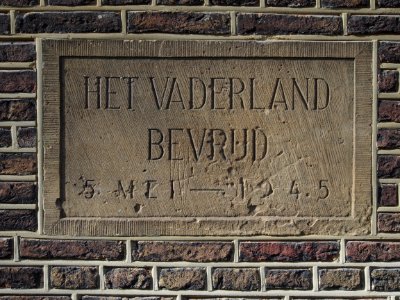 HET VADERLAND
BEVRIJD
5 MEI — 1945